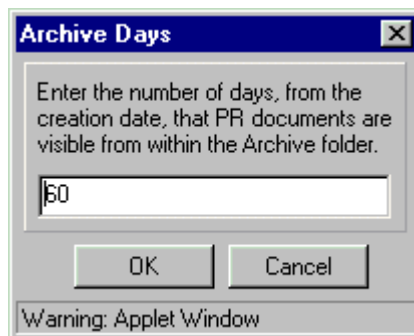 Archive Days
Enter the number of days, from the
creation date, that PR documents are
visible from within the Archive folder.
60
OK
Cancel
Warning: Applet Window